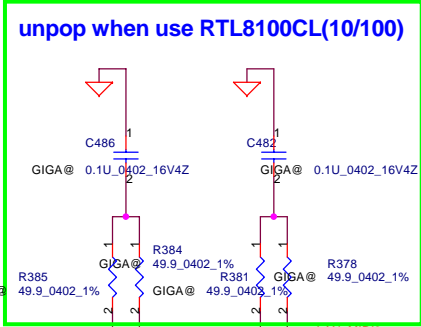 unpop when use RTL8100CL(10/100)
1
1
C486
C482
GIGA@ 0.1U_0402_16V4Z
GIGA@ 0.1U_0402_16V4Z
2
2
1
1
1
1
R384
R378
GIGA@ 49.9_0402_1%
GIGA@ 49.9_0402_1%
R385
R381
@ 49.9_0402_1%
GIGA@ 49.9_0402_1%
2
2
2
2